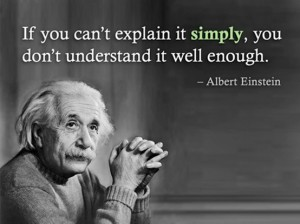 If you can't explain it simply, you
don't understand it well enough.
– Albert Einstein